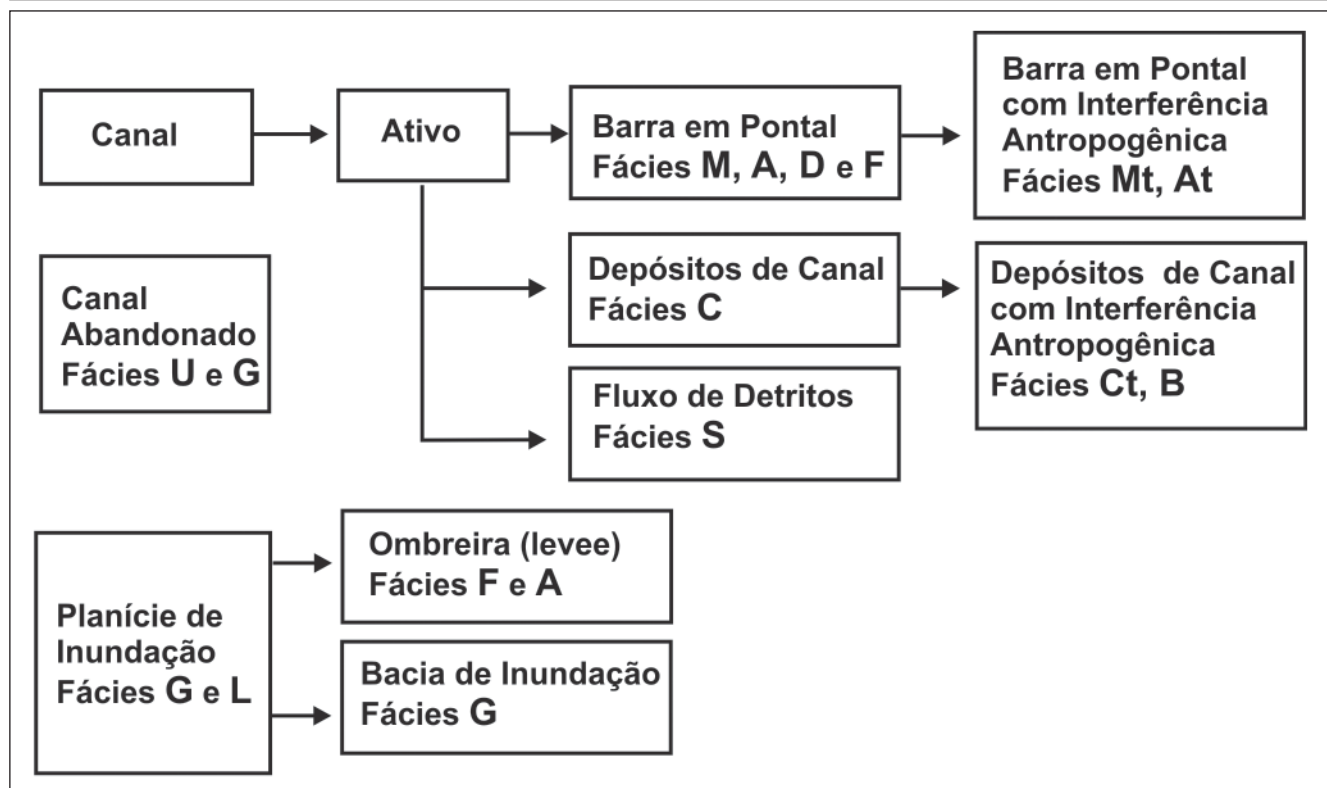 Canal
Ativo
Barra em Pontal
Fácies M, A, D e F
Barra em Pontal
com Interferência
Antropogênica
Fácies Mt, At
Canal
Abandonado
Fácies U e G
Depósitos de Canal
Fácies C
Depósitos de Canal
com Interferência
Antropogênica
Fácies Ct, B
Fluxo de Detritos
Fácies S
Planície de
Inundação
Fácies G e L
Ombreira (levee)
Fácies F e A
Bacia de Inundação
Fácies G